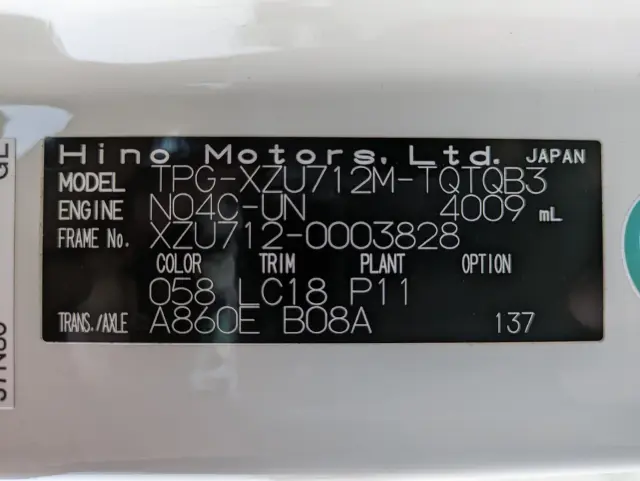 Hino Motors, Ltd. JAPAN
MODEL TPG-XZU712M-TQTQB3
ENGINE N04C-UN 4009 mL
FRAME No. XZU712-0003828
COLOR TRIM PLANT OPTION
058 LC18 P11
TRANS./AXLE A860E B08A 137